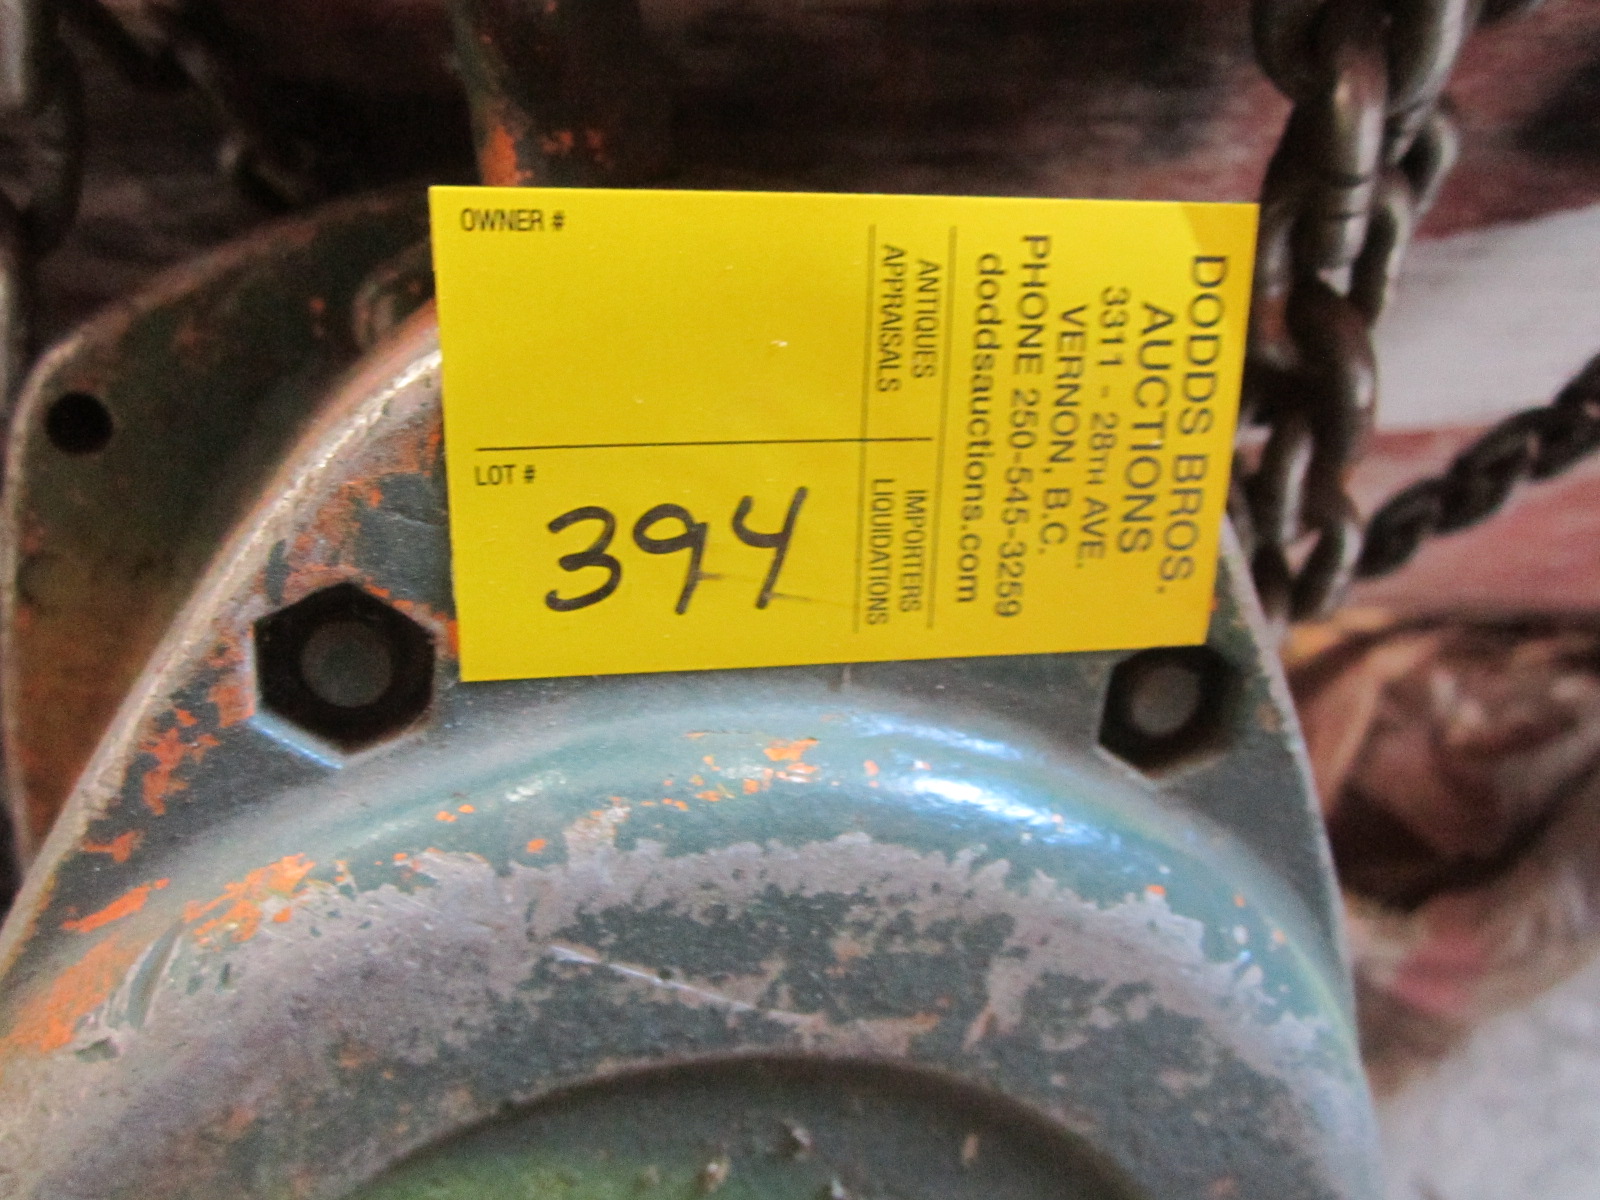 OWNER #
LOT #
394
DODDS BROS.
AUCTIONS
3311 - 28TH AVE.
VERNON, B.C.
PHONE 250-545-3259
doddsauctions.com
ANTIQUES
APPRAISALS
IMPORTERS
LIQUIDATIONS